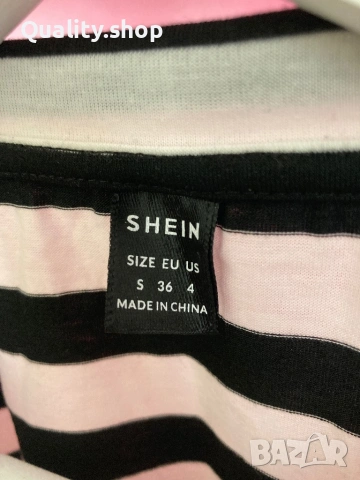 Quality.shop
SHEIN
SIZE EU US
S 36 4
MADE IN CHINA
BAZAR